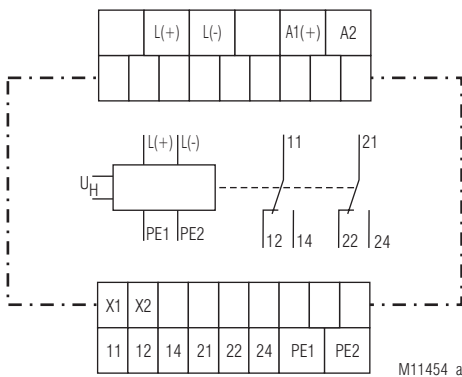 L(+) L(-) A1(+) A2
L(+) L(-)
11 21
UH
PE1 PE2
12 14 22 24
X1 X2
11 12 14 21 22 24 PE1 PE2
M11454_a